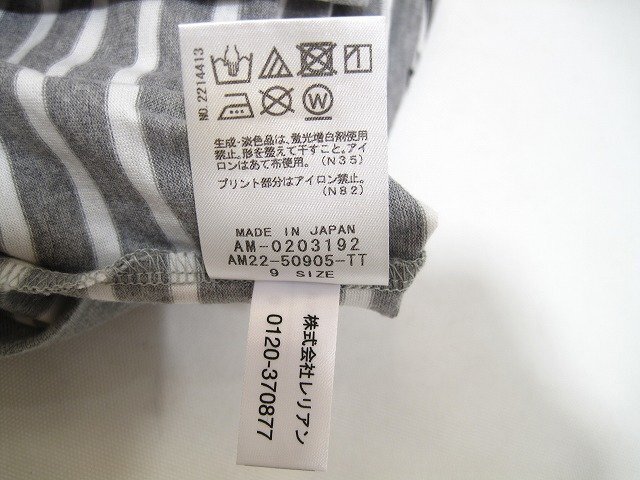 NO.2214413
W
生成・淡色品は、蛍光増白剤使用
禁止。形を整えて干すこと。アイ
ロンはあて布使用。(N35)
プリント部分はアイロン禁止。
(N82)
MADE IN JAPAN
AM-0203192
AM22-50905-TT
9 SIZE
株式会社レリアン
0120-370877